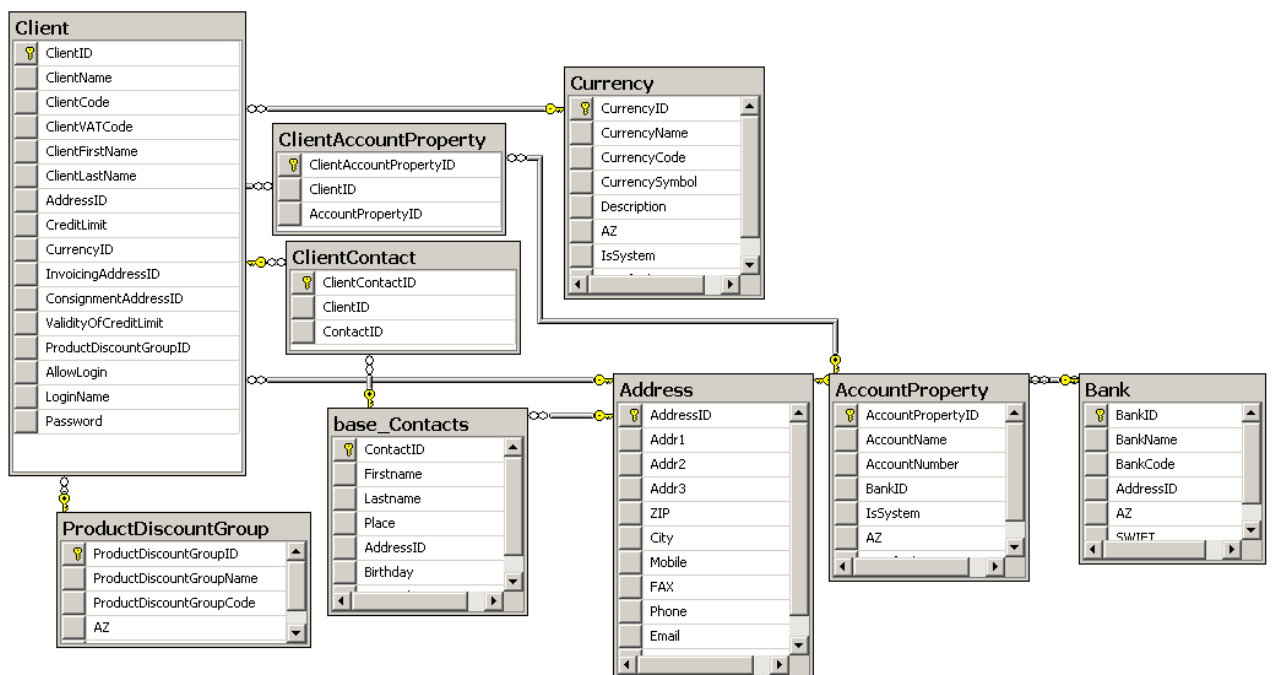 Client
ClientID
ClientName
ClientCode
ClientVATCode
ClientFirstName
ClientLastName
AddressID
CreditLimit
CurrencyID
InvoicingAddressID
ConsignmentAddressID
ValidityOfCreditLimit
ProductDiscountGroupID
AllowLogin
LoginName
Password
Currency
CurrencyID
CurrencyName
CurrencyCode
CurrencySymbol
Description
AZ
IsSystem
ClientAccountProperty
ClientAccountPropertyID
ClientID
AccountPropertyID
ClientContact
ClientContactID
ClientID
ContactID
base_Contacts
ContactID
Firstname
Lastname
Place
AddressID
Birthday
Address
AddressID
Addr1
Addr2
Addr3
ZIP
City
Mobile
FAX
Phone
Email
AccountProperty
AccountPropertyID
AccountName
AccountNumber
BankID
IsSystem
AZ
Bank
BankID
BankName
BankCode
AddressID
AZ
SWIFT
ProductDiscountGroup
ProductDiscountGroupID
ProductDiscountGroupName
ProductDiscountGroupCode
AZ